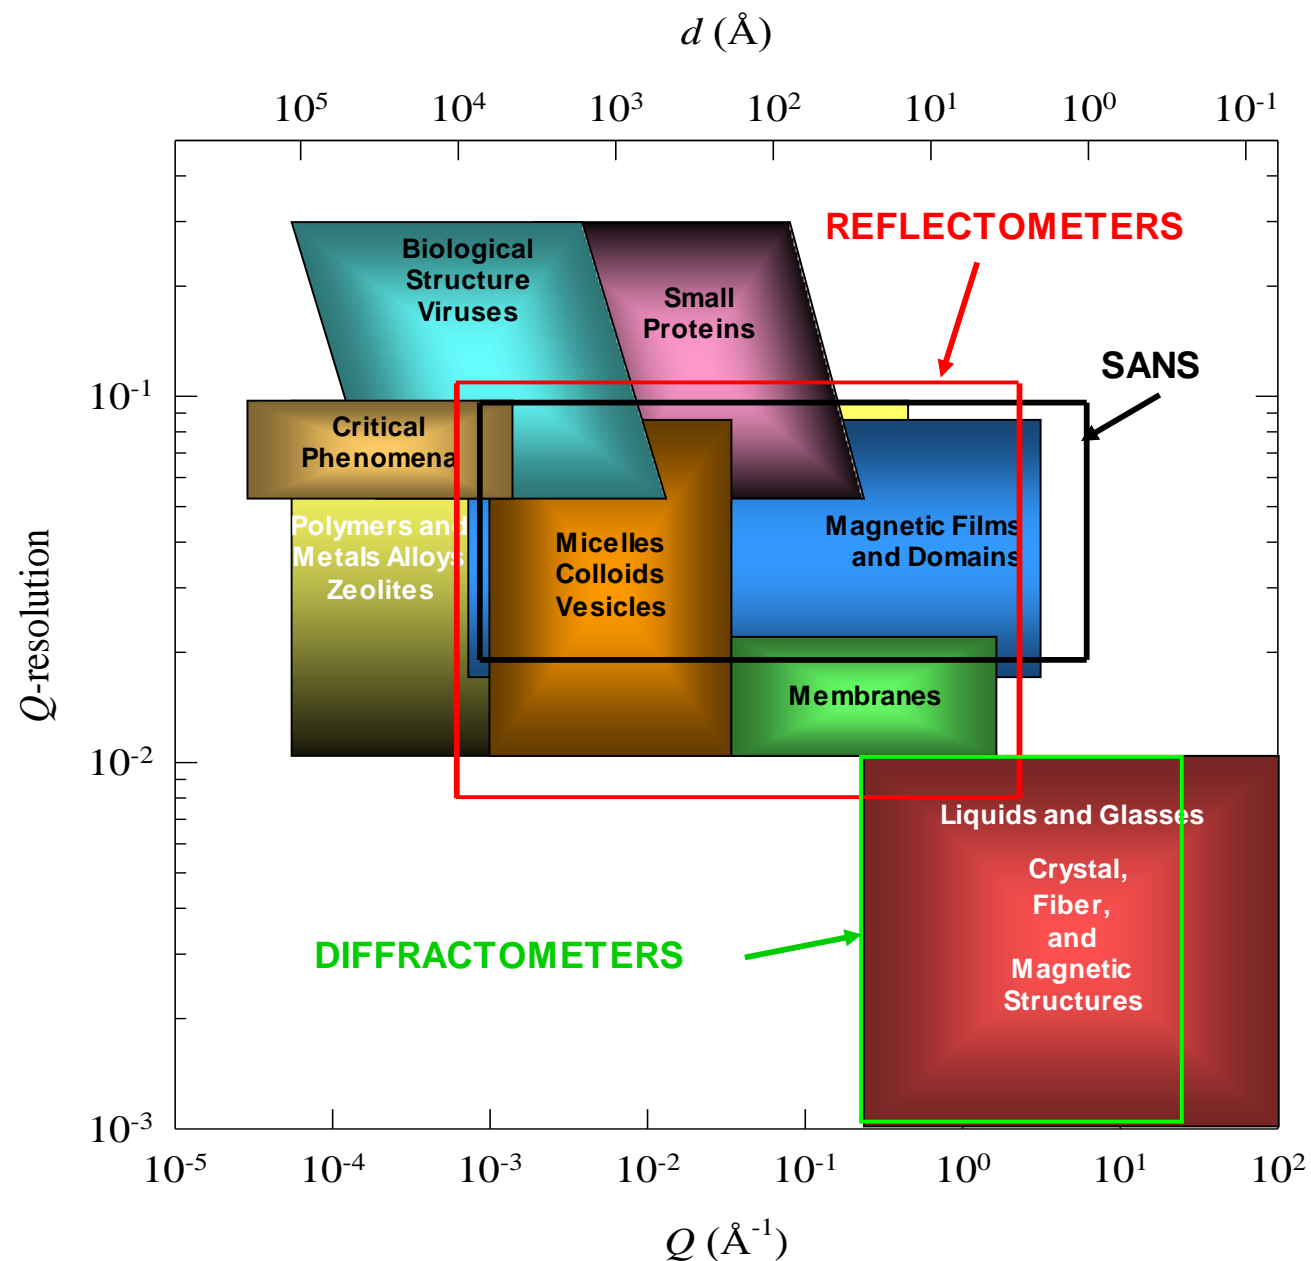 d (Å)
10⁵ 10⁴ 10³ 10² 10¹ 10⁰ 10⁻¹
REFLECTOMETERS
Biological
Structure
Viruses
Small
Proteins
SANS
10⁻¹
Critical
Phenomena
Polymers and
Metals Alloys
Zeolites
Micelles
Colloids
Vesicles
Magnetic Films
and Domains
Q-resolution
Membranes
10⁻²
Liquids and Glasses
Crystal,
Fiber,
and
Magnetic
Structures
DIFFRACTOMETERS
10⁻³
10⁻⁵ 10⁻⁴ 10⁻³ 10⁻² 10⁻¹ 10⁰ 10¹ 10²
Q (Å⁻¹)